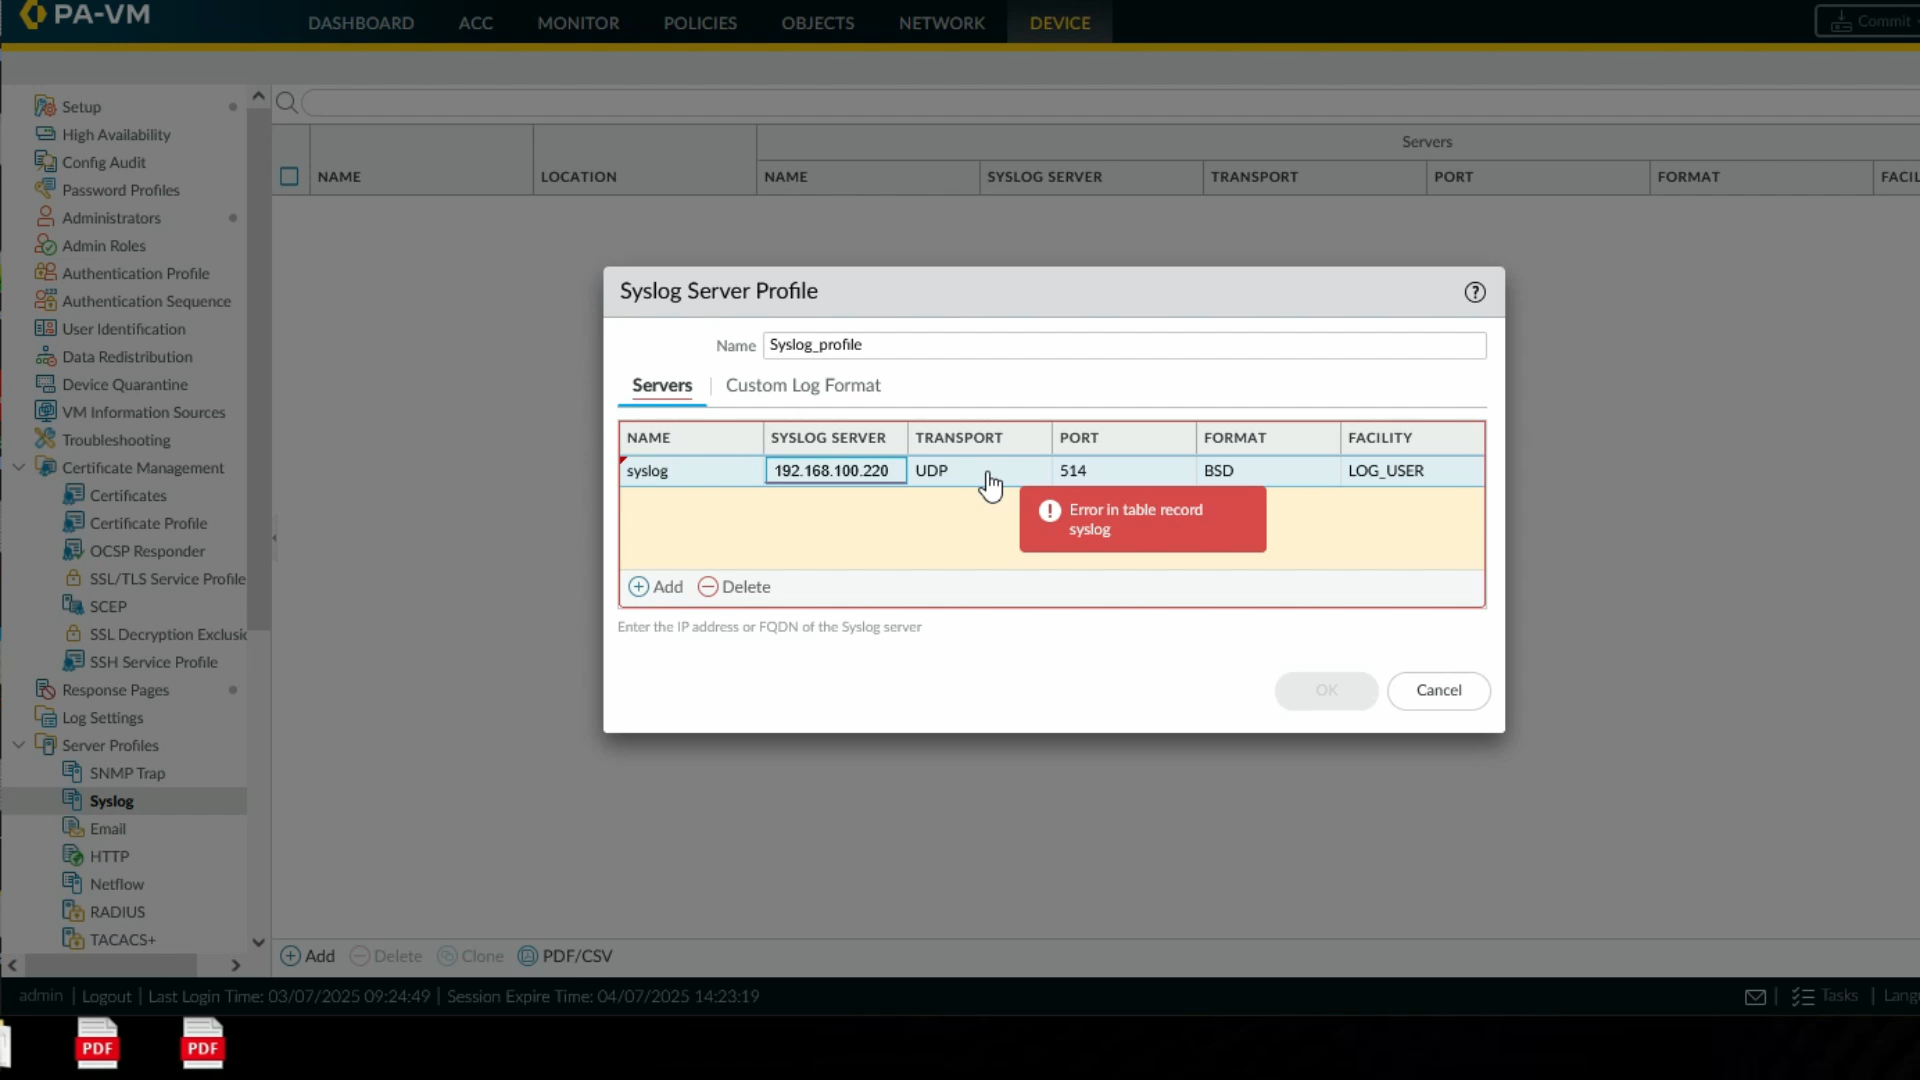 PA-VM
DASHBOARD ACC MONITOR POLICIES OBJECTS NETWORK DEVICE
Commit
Setup
High Availability
Config Audit
Password Profiles
Administrators
Admin Roles
Authentication Profile
Authentication Sequence
User Identification
Data Redistribution
Device Quarantine
VM Information Sources
Troubleshooting
Certificate Management
Certificates
Certificate Profile
OCSP Responder
SSL/TLS Service Profile
SCEP
SSL Decryption Exclusio
SSH Service Profile
Response Pages
Log Settings
Server Profiles
SNMP Trap
Syslog
Email
HTTP
Netflow
RADIUS
TACACS+
Servers
NAME LOCATION NAME SYSLOG SERVER TRANSPORT PORT FORMAT FACIL
Syslog Server Profile
Name Syslog_profile
Servers Custom Log Format
NAME SYSLOG SERVER TRANSPORT PORT FORMAT FACILITY
syslog 192.168.100.220 UDP 514 BSD LOG_USER
Error in table record
syslog
Add Delete
Enter the IP address or FQDN of the Syslog server
OK Cancel
Add Delete Clone PDF/CSV
admin | Logout | Last Login Time: 03/07/2025 09:24:49 | Session Expire Time: 04/07/2025 14:23:19
Tasks | Langu
PDF PDF